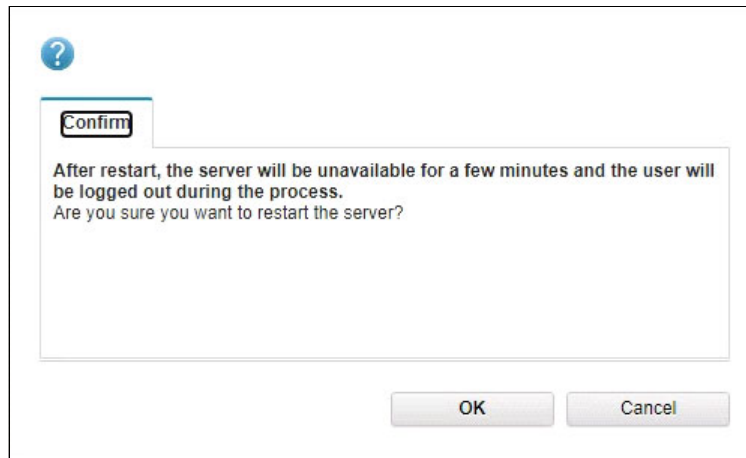 ?
Confirm
After restart, the server will be unavailable for a few minutes and the user will
be logged out during the process.
Are you sure you want to restart the server?
OK
Cancel